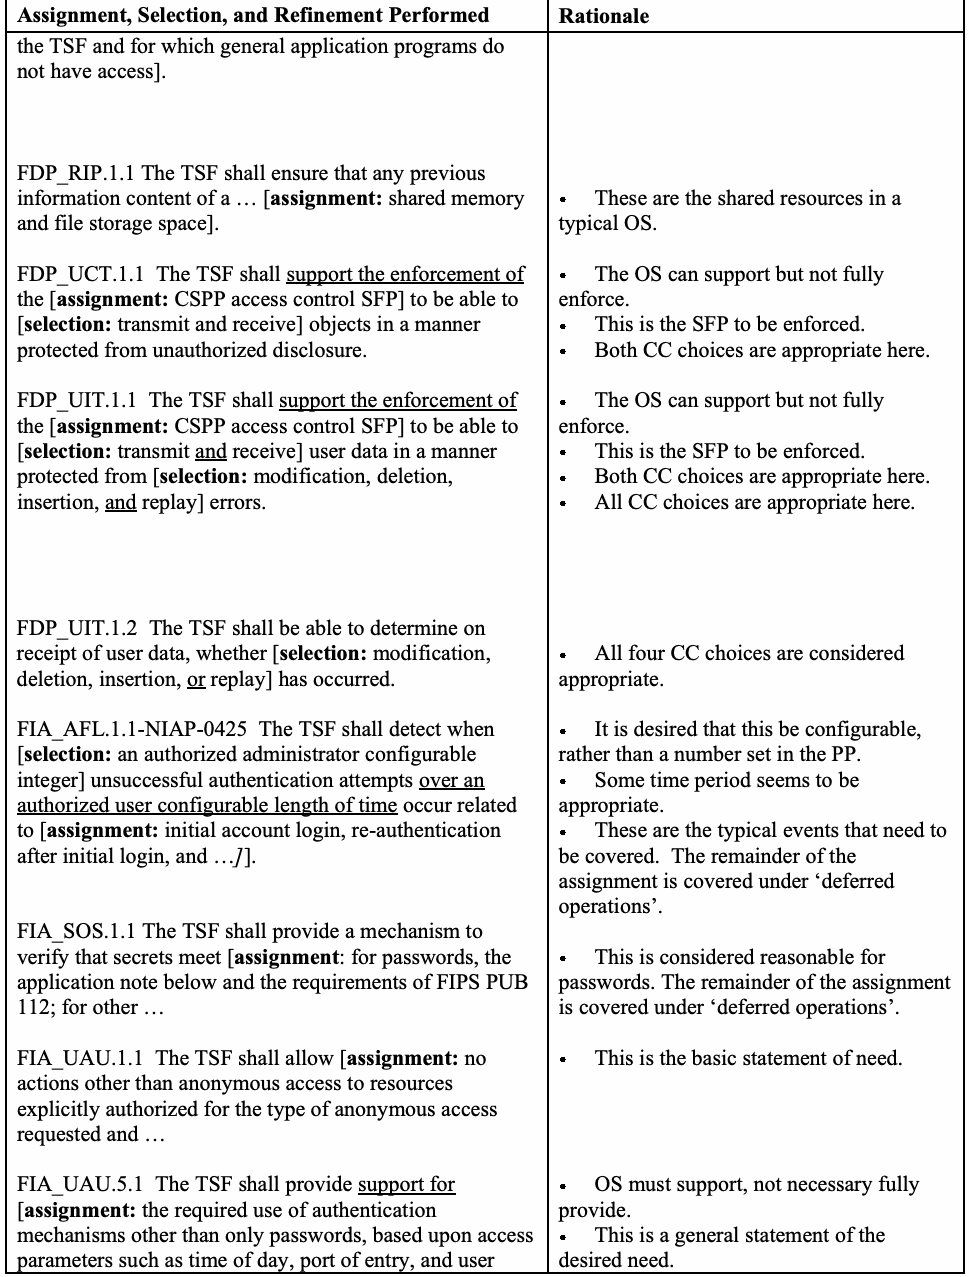 Assignment, Selection, and Refinement Performed
Rationale
the TSF and for which general application programs do
not have access].
FDP_RIP.1.1 The TSF shall ensure that any previous
information content of a … [assignment: shared memory
and file storage space].
• These are the shared resources in a
typical OS.
FDP_UCT.1.1 The TSF shall support the enforcement of
the [assignment: CSPP access control SFP] to be able to
[selection: transmit and receive] objects in a manner
protected from unauthorized disclosure.
• The OS can support but not fully
enforce.
• This is the SFP to be enforced.
• Both CC choices are appropriate here.
FDP_UIT.1.1 The TSF shall support the enforcement of
the [assignment: CSPP access control SFP] to be able to
[selection: transmit and receive] user data in a manner
protected from [selection: modification, deletion,
insertion, and replay] errors.
• The OS can support but not fully
enforce.
• This is the SFP to be enforced.
• Both CC choices are appropriate here.
• All CC choices are appropriate here.
FDP_UIT.1.2 The TSF shall be able to determine on
receipt of user data, whether [selection: modification,
deletion, insertion, or replay] has occurred.
• All four CC choices are considered
appropriate.
FIA_AFL.1.1-NIAP-0425 The TSF shall detect when
[selection: an authorized administrator configurable
integer] unsuccessful authentication attempts over an
authorized user configurable length of time occur related
to [assignment: initial account login, re-authentication
after initial login, and …]].
• It is desired that this be configurable,
rather than a number set in the PP.
• Some time period seems to be
appropriate.
• These are the typical events that need to
be covered. The remainder of the
assignment is covered under ‘deferred
operations’.
FIA_SOS.1.1 The TSF shall provide a mechanism to
verify that secrets meet [assignment: for passwords, the
application note below and the requirements of FIPS PUB
112; for other …
• This is considered reasonable for
passwords. The remainder of the assignment
is covered under ‘deferred operations’.
FIA_UAU.1.1 The TSF shall allow [assignment: no
actions other than anonymous access to resources
explicitly authorized for the type of anonymous access
requested and …
• This is the basic statement of need.
FIA_UAU.5.1 The TSF shall provide support for
[assignment: the required use of authentication
mechanisms other than only passwords, based upon access
parameters such as time of day, port of entry, and user
• OS must support, not necessary fully
provide.
• This is a general statement of the
desired need.